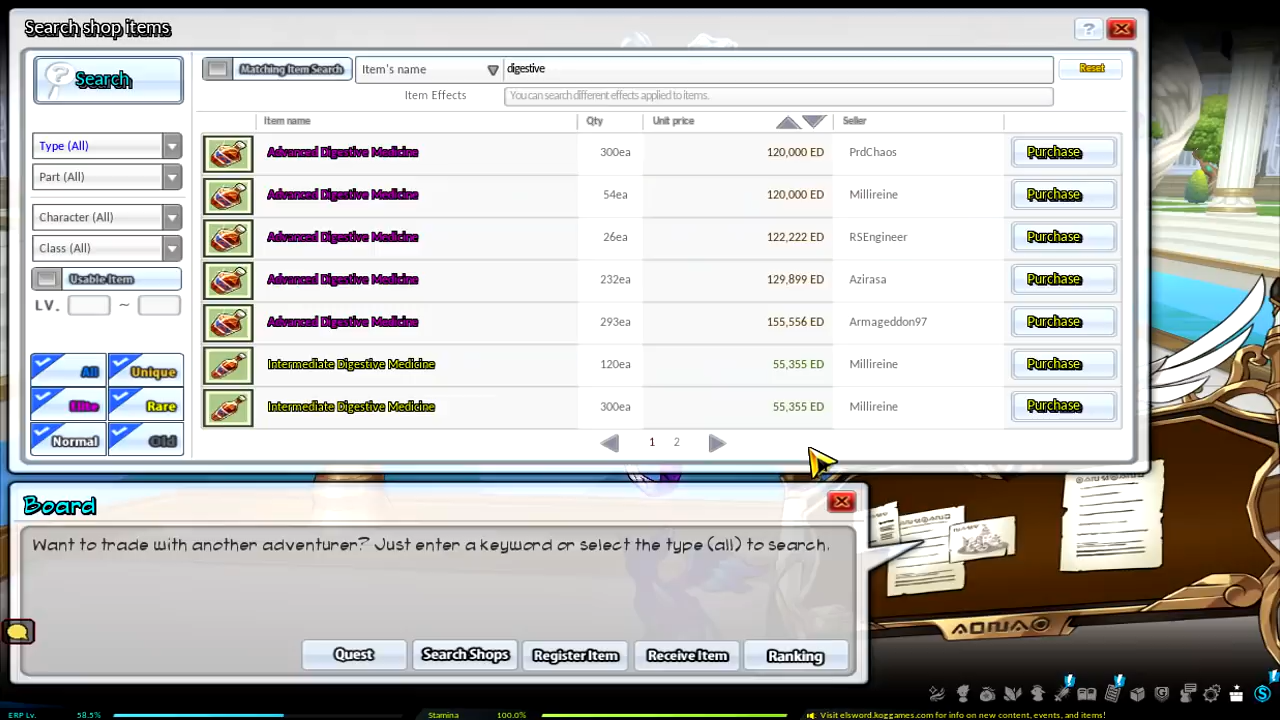 Search shop items
?
Search
Matching Item Search
Item's name
digestive
Reset
Item Effects
You can search different effects applied to items.
Type (All)
Part (All)
Character (All)
Class (All)
Usable Item
LV. ~
All
Unique
Elite
Rare
Normal
Old
Item name Qty Unit price Seller
Advanced Digestive Medicine 300ea 120,000 ED PrdChaos Purchase
Advanced Digestive Medicine 54ea 120,000 ED Millireine Purchase
Advanced Digestive Medicine 26ea 122,222 ED RSEngineer Purchase
Advanced Digestive Medicine 232ea 129,899 ED Azirasa Purchase
Advanced Digestive Medicine 293ea 155,556 ED Armageddon97 Purchase
Intermediate Digestive Medicine 120ea 55,355 ED Millireine Purchase
Intermediate Digestive Medicine 300ea 55,355 ED Millireine Purchase
1 2
Board
Want to trade with another adventurer? Just enter a keyword or select the type (all) to search.
Quest
Search Shops
Register Item
Receive Item
Ranking
ERP Lv. 58.5% Stamina 100.0% Visit elsword.koggames.com for info on new content, events, and items!